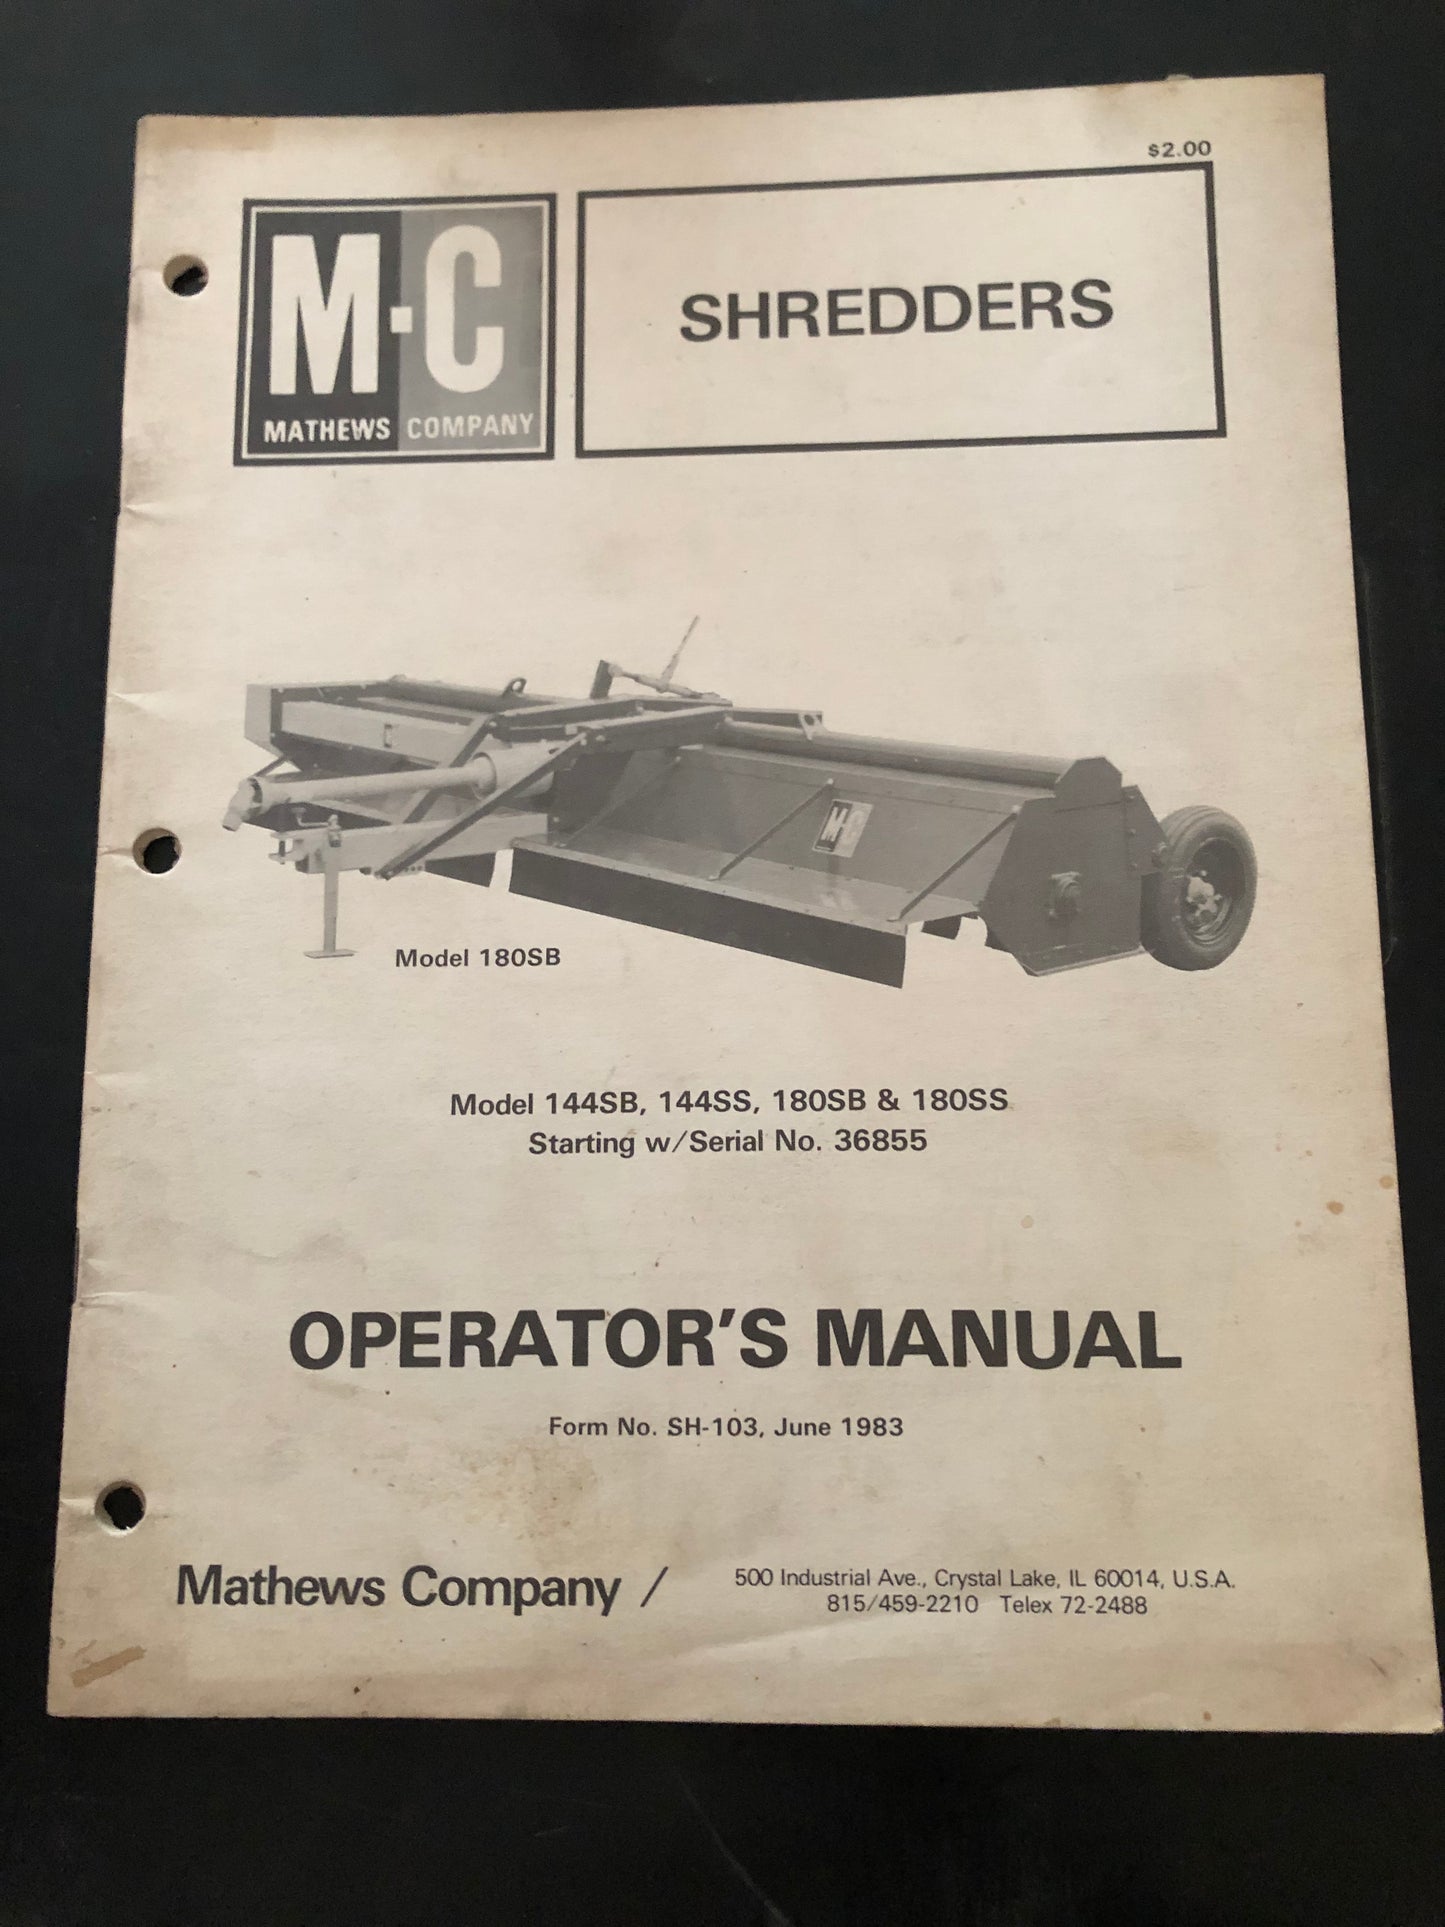 $2.00
M-C
MATHEWS COMPANY
SHREDDERS
M-C
Model 180SB
Model 144SB, 144SS, 180SB & 180SS
Starting w/Serial No. 36855
OPERATOR'S MANUAL
Form No. SH-103, June 1983
Mathews Company /
500 Industrial Ave., Crystal Lake, IL 60014, U.S.A.
815/459-2210 Telex 72-2488